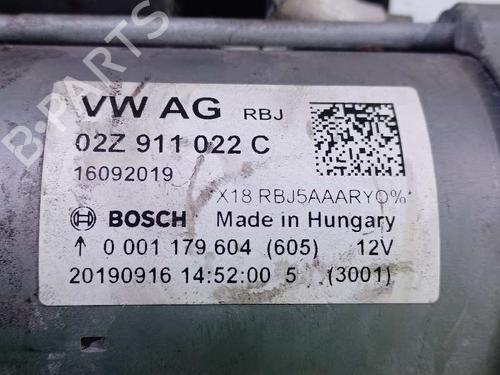 VW AG RBJ
02Z 911 022 C
16092019
X18 RBJ5AAARYO%*
BOSCH Made in Hungary
↑ 0 001 179 604 (605) 12V
20190916 14:52:00 5 (3001)
B-PARTS